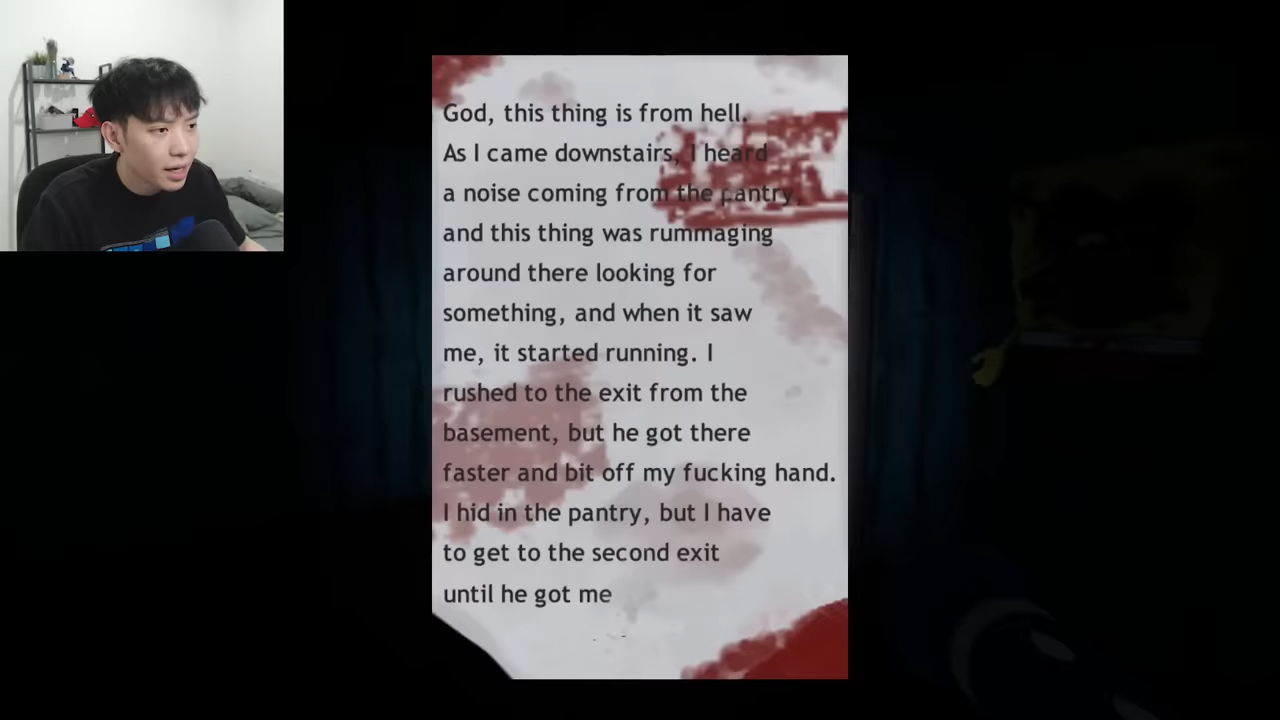 God, this thing is from hell.
As I came downstairs, I heard
a noise coming from the pantry,
and this thing was rummaging
around there looking for
something, and when it saw
me, it started running. I
rushed to the exit from the
basement, but he got there
faster and bit off my fucking hand.
I hid in the pantry, but I have
to get to the second exit
until he got me